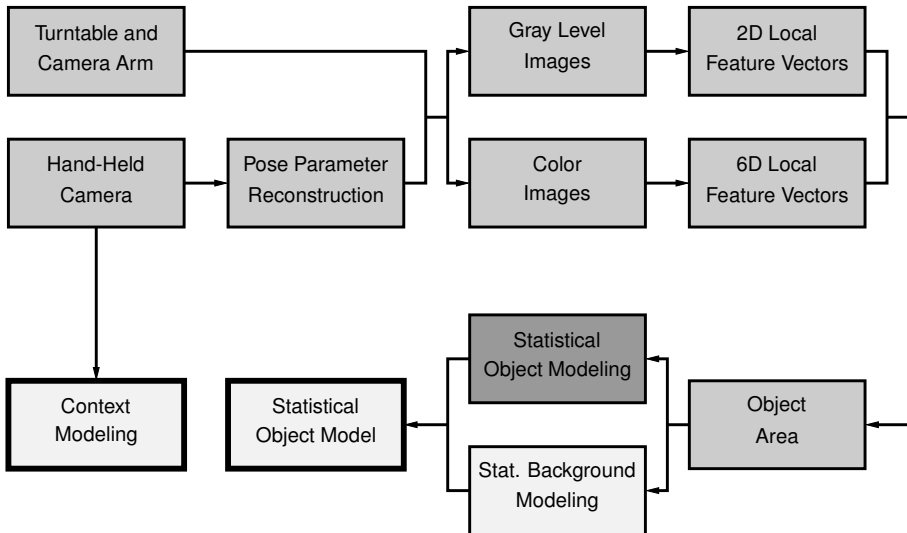 Turntable and
Camera Arm
Gray Level
Images
2D Local
Feature Vectors
Hand-Held
Camera
Pose Parameter
Reconstruction
Color
Images
6D Local
Feature Vectors
Statistical
Object Modeling
Context
Modeling
Statistical
Object Model
Object
Area
Stat. Background
Modeling